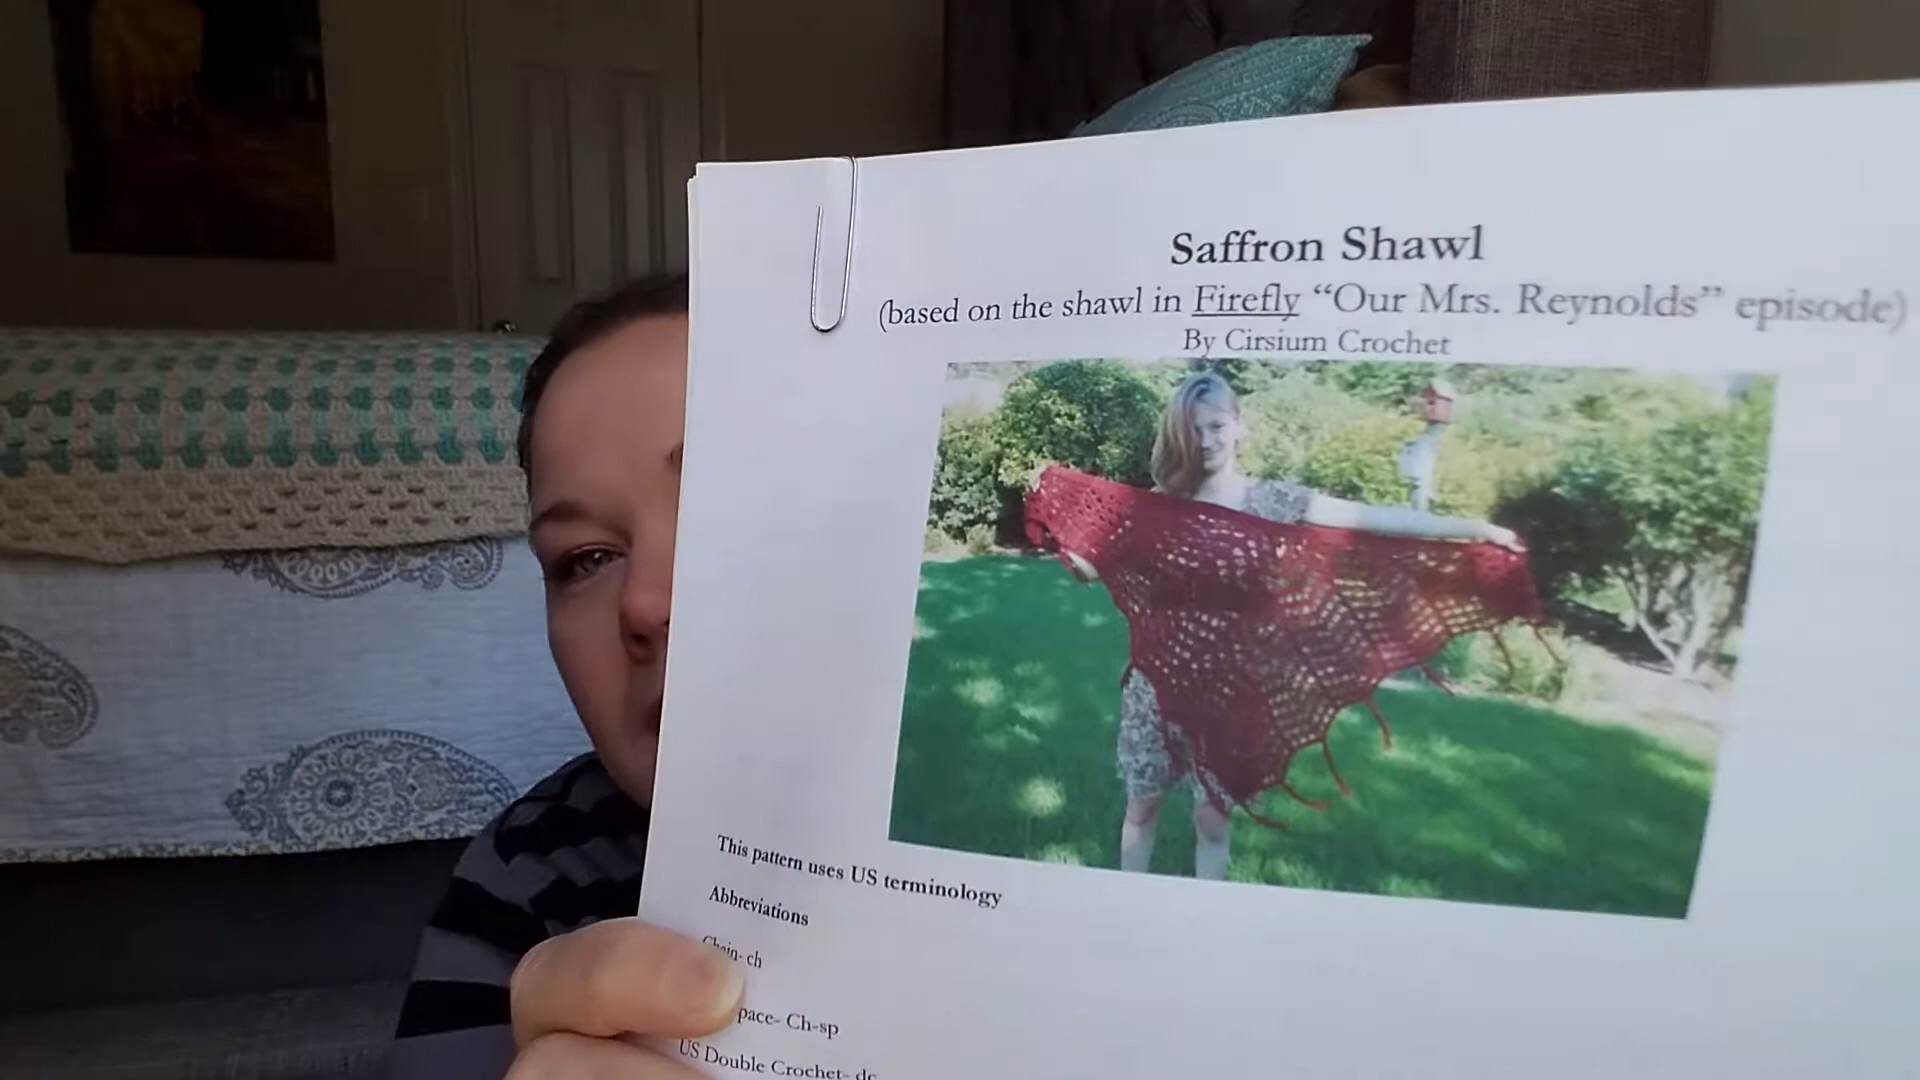 Saffron Shawl
(based on the shawl in Firefly “Our Mrs. Reynolds” episode)
By Cirsium Crochet
This pattern uses US terminology
Abbreviations
Chain- ch
pace- Ch-sp
US Double Crochet- dc